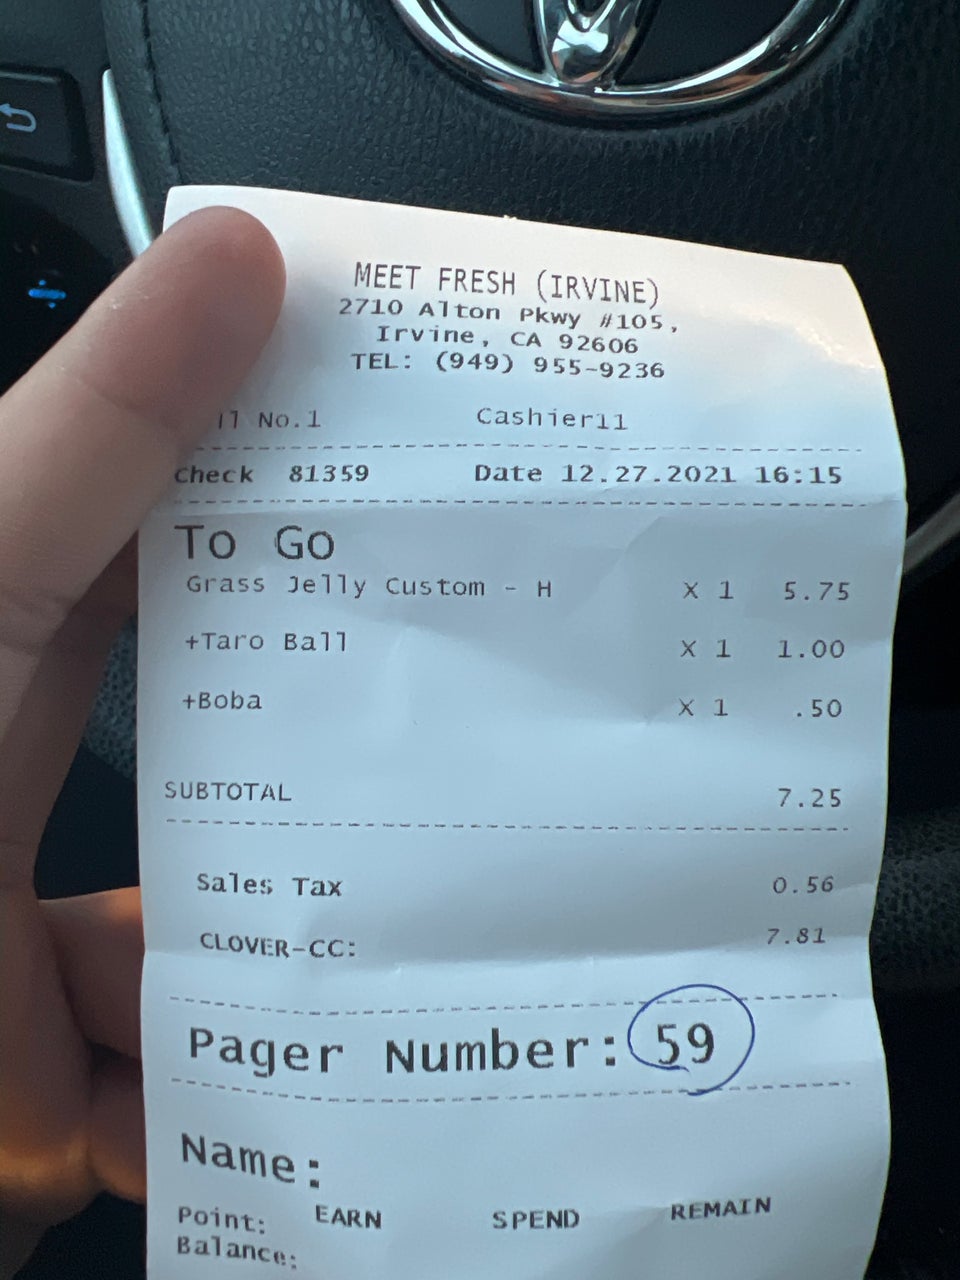 MEET FRESH (IRVINE)
2710 Alton Pkwy #105,
Irvine, CA 92606
TEL: (949) 955-9236
No.1 Cashier11
Check 81359 Date 12.27.2021 16:15
To Go
Grass Jelly Custom - H X 1 5.75
+Taro Ball X 1 1.00
+Boba X 1 .50
SUBTOTAL 7.25
Sales Tax 0.56
CLOVER-CC: 7.81
Pager Number: 59
Name:
Point: EARN SPEND REMAIN
Balance: